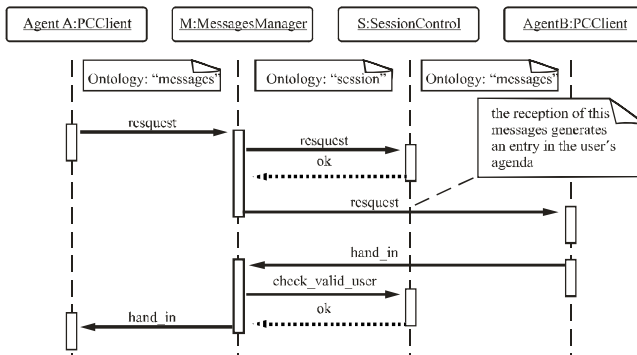 Agent A:PCClient
M:MessagesManager
S:SessionControl
AgentB:PCClient
Ontology: “messages”
Ontology: “session”
Ontology: “messages”
the reception of this
messages generates
an entry in the user´s
agenda
resquest
resquest
ok
resquest
hand_in
check_valid_user
ok
hand_in